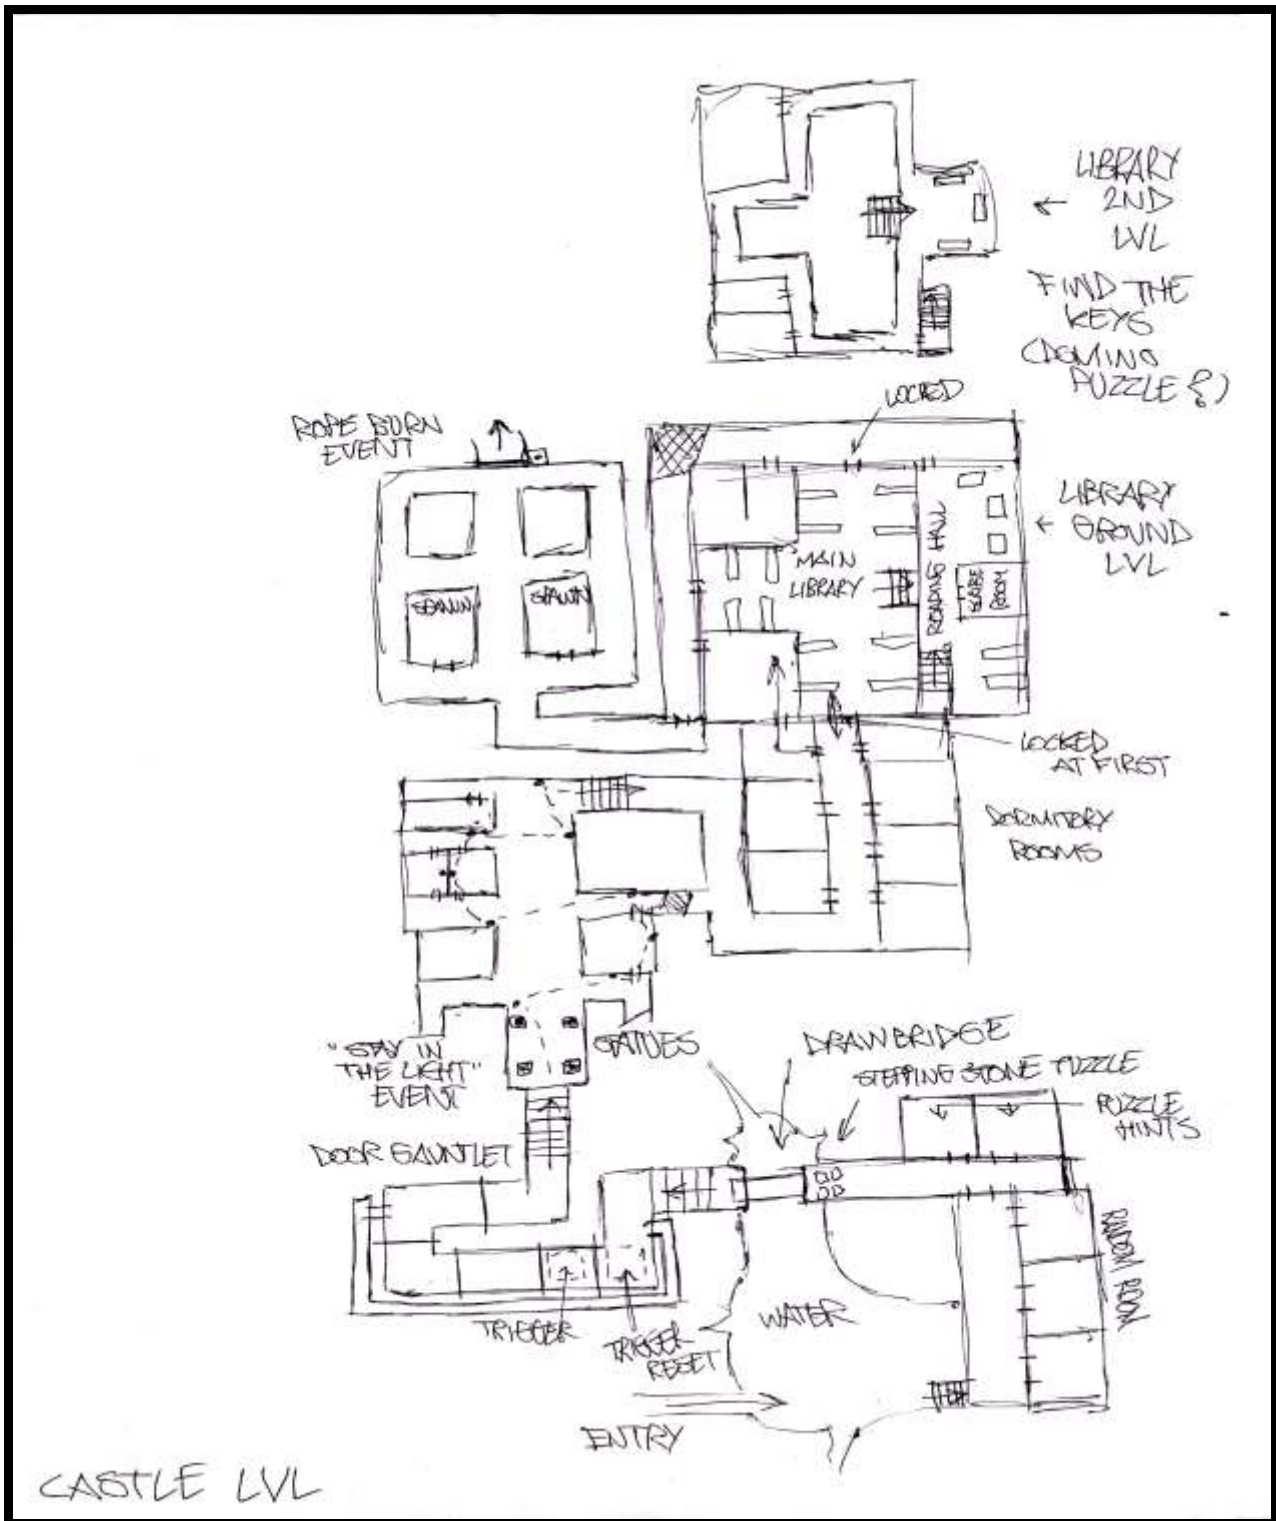 LIBRARY
2ND
LVL
FIND THE
KEYS
PUZZLE ?)
LOCKED
ROPE BURN
EVENT
LIBRARY
GROUND
LVL
MAIN
LIBRARY
READING HALL
ROOM
SPAWN
SPAWN
LOCKED
AT FIRST
DORMITORY
ROOMS
"STAY IN
THE LIGHT"
EVENT
STATUES
DRAWBRIDGE
STEPPING STONE PUZZLE
PUZZLE
HINTS
DOOR GAUNTLET
RANDOM ROOM
WATER
TRIGGER
TRIGGER
RESET
ENTRY
CASTLE LVL